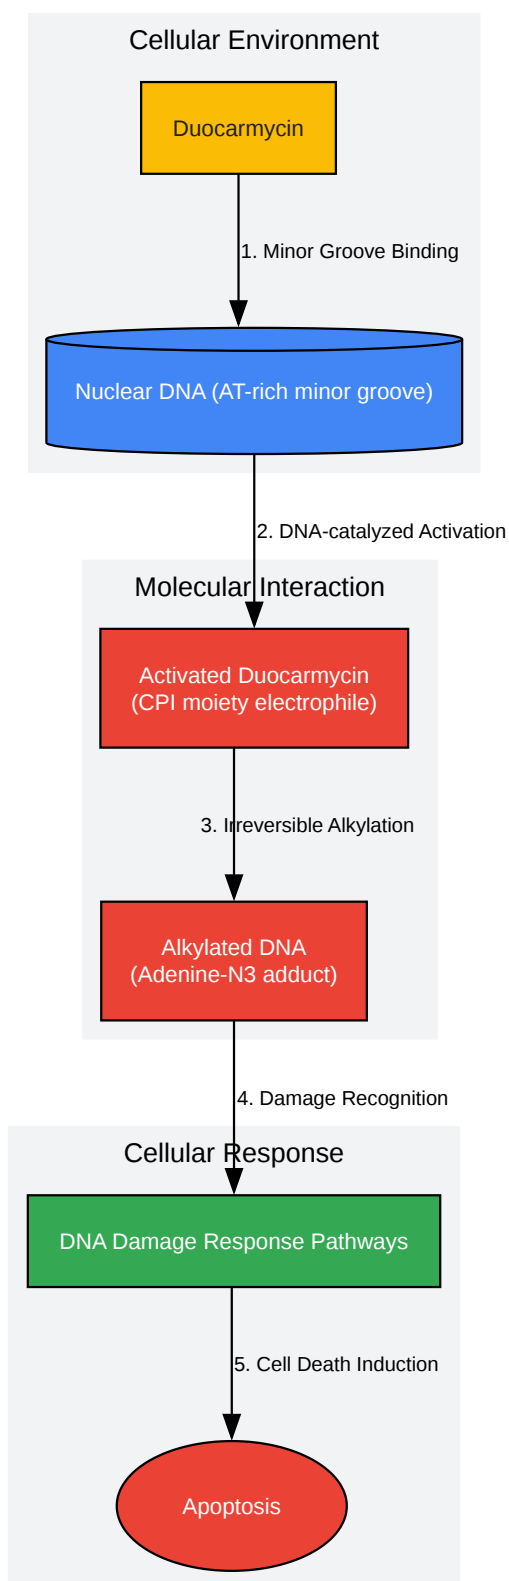 Cellular Environment
Duocarmycin
1. Minor Groove Binding
Nuclear DNA (AT-rich minor groove)
2. DNA-catalyzed Activation
Molecular Interaction
Activated Duocarmycin
(CPI moiety electrophile)
3. Irreversible Alkylation
Alkylated DNA
(Adenine-N3 adduct)
4. Damage Recognition
Cellular Response
DNA Damage Response Pathways
5. Cell Death Induction
Apoptosis